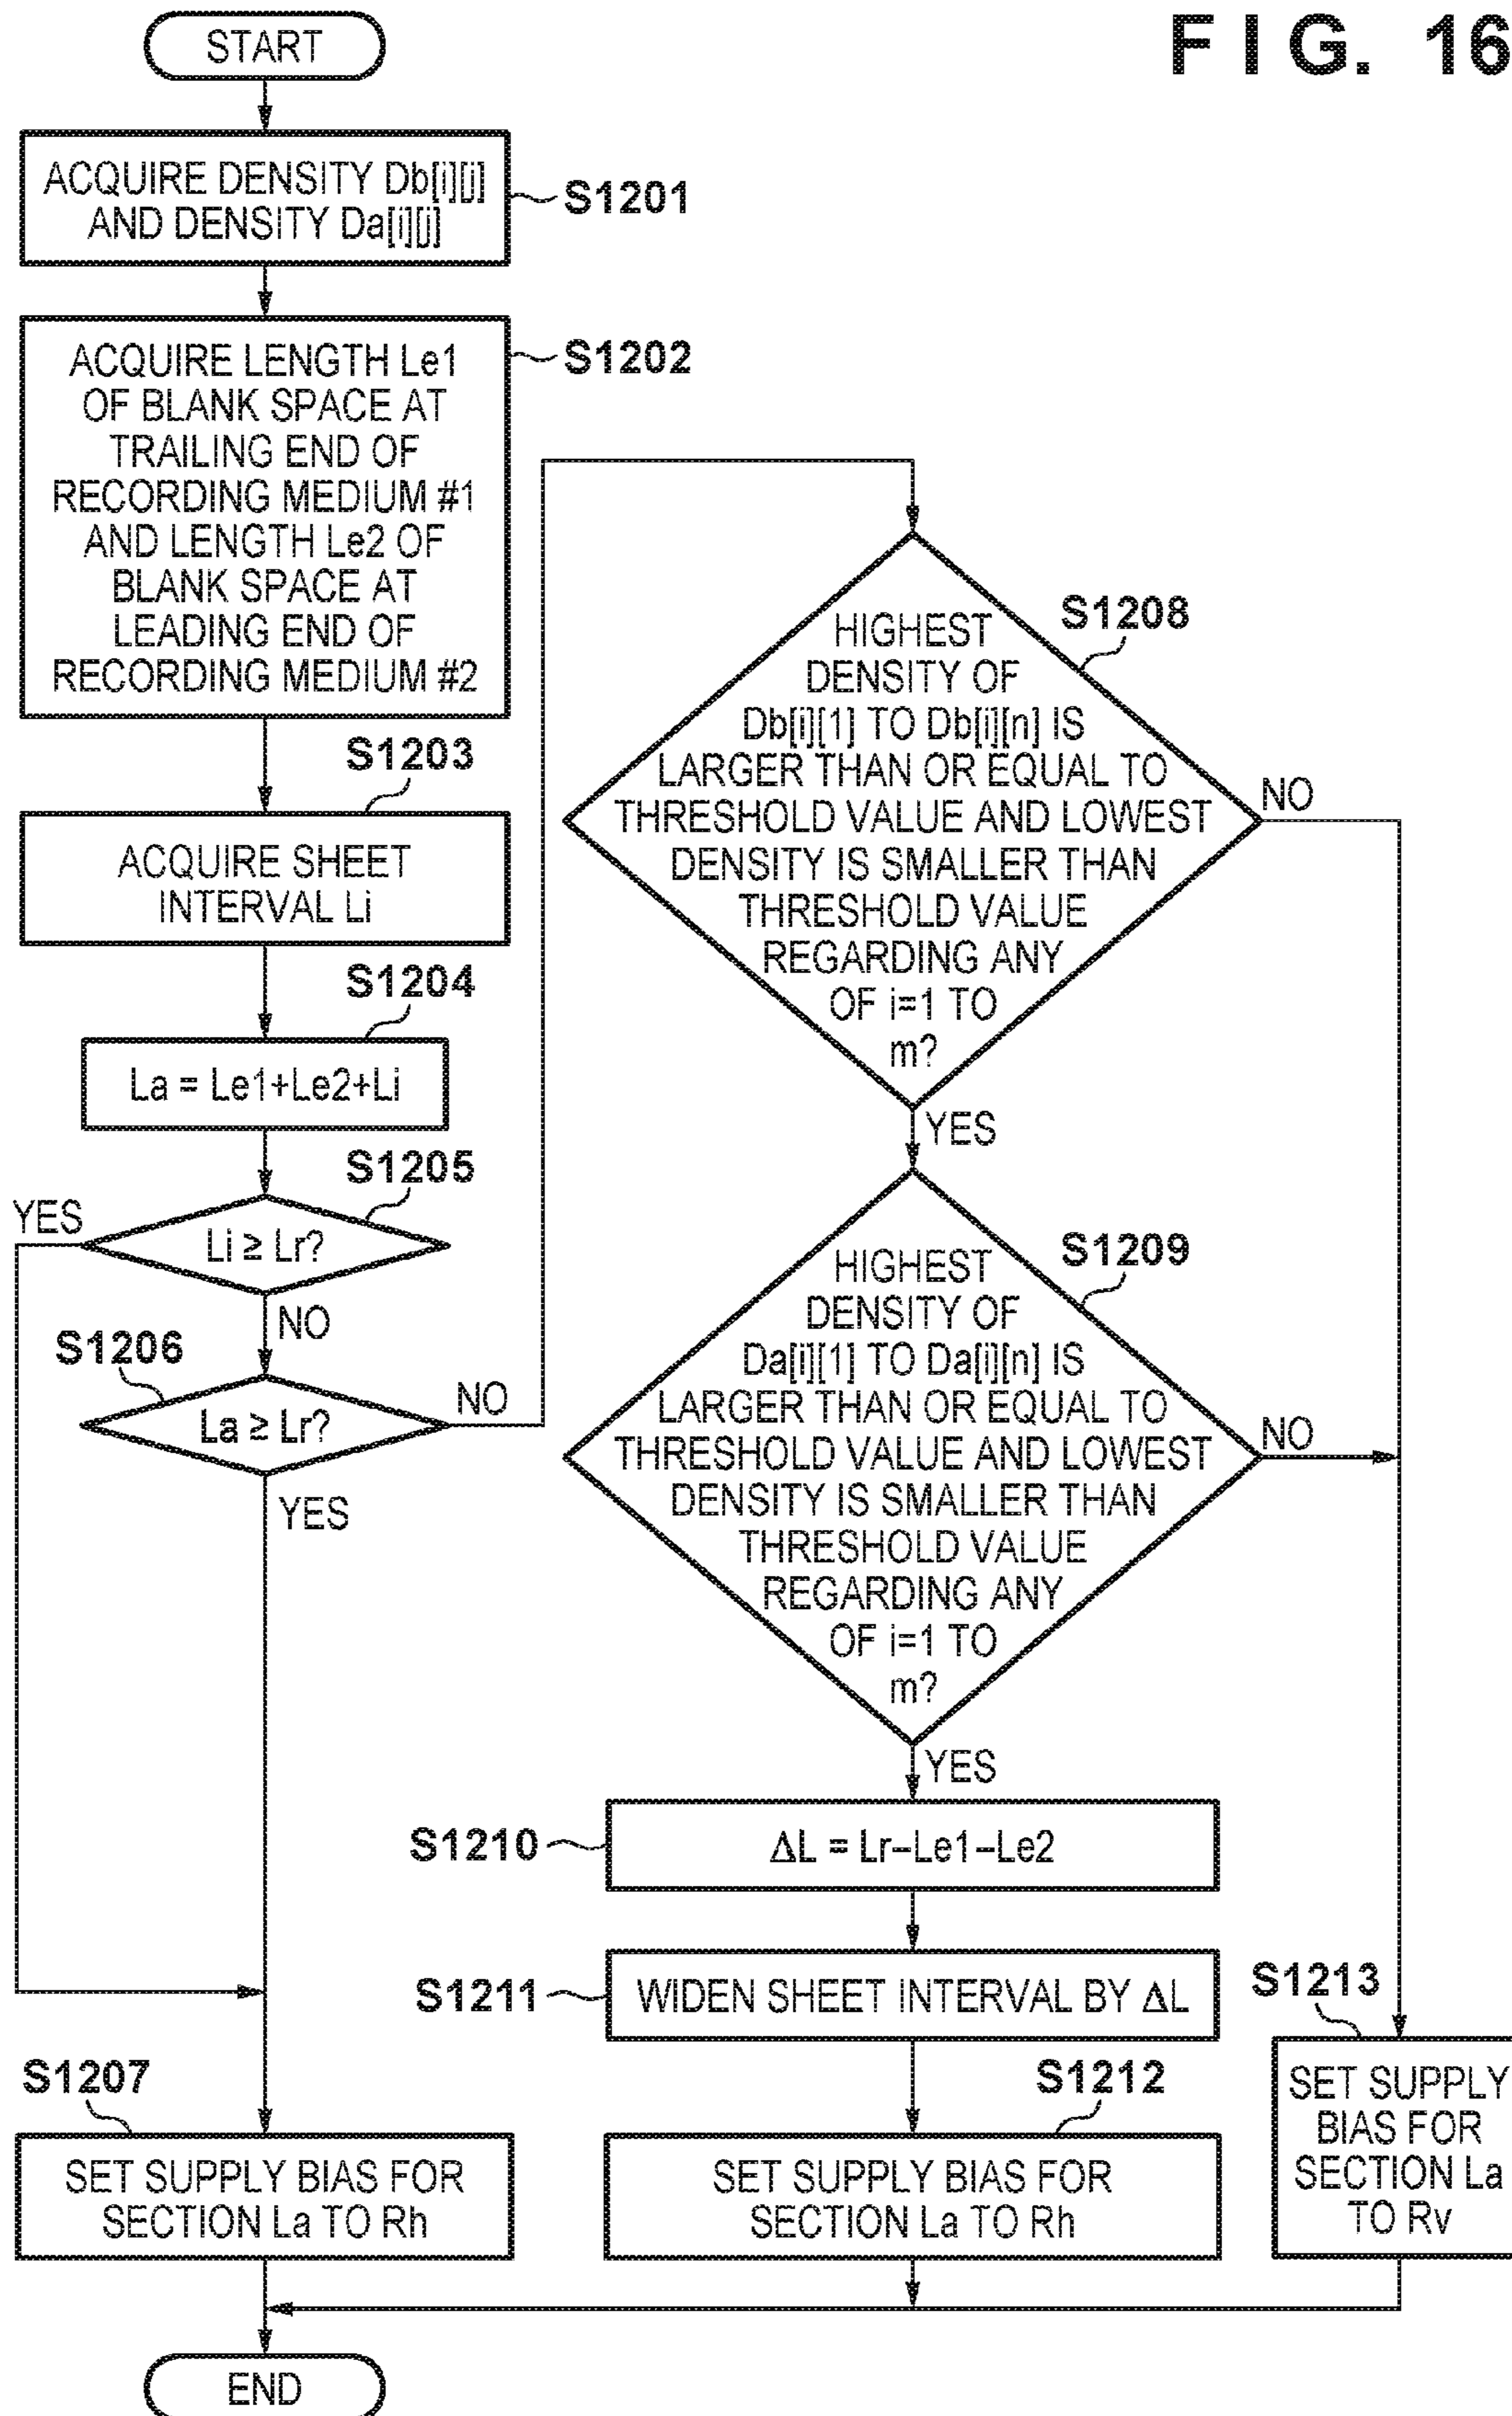 FIG. 16
START
ACQUIRE DENSITY Db[i][j]
AND DENSITY Da[i][j]
S1201
ACQUIRE LENGTH Le1
OF BLANK SPACE AT
TRAILING END OF
RECORDING MEDIUM #1
AND LENGTH Le2 OF
BLANK SPACE AT
LEADING END OF
RECORDING MEDIUM #2
S1202
S1203
ACQUIRE SHEET
INTERVAL Li
S1204
La = Le1+Le2+Li
S1205
YES
Li ≥ Lr?
NO
S1206
La ≥ Lr?
NO
YES
S1207
SET SUPPLY BIAS FOR
SECTION La TO Rh
S1208
HIGHEST
DENSITY OF
Db[i][1] TO Db[i][n] IS
LARGER THAN OR EQUAL TO
THRESHOLD VALUE AND LOWEST
DENSITY IS SMALLER THAN
THRESHOLD VALUE
REGARDING ANY
OF i=1 TO
m?
NO
YES
S1209
HIGHEST
DENSITY OF
Da[i][1] TO Da[i][n] IS
LARGER THAN OR EQUAL TO
THRESHOLD VALUE AND LOWEST
DENSITY IS SMALLER THAN
THRESHOLD VALUE
REGARDING ANY
OF i=1 TO
m?
NO
YES
S1210
ΔL = Lr–Le1–Le2
S1211
WIDEN SHEET INTERVAL BY ΔL
S1212
SET SUPPLY BIAS FOR
SECTION La TO Rh
S1213
SET SUPPLY
BIAS FOR
SECTION La
TO Rv
END